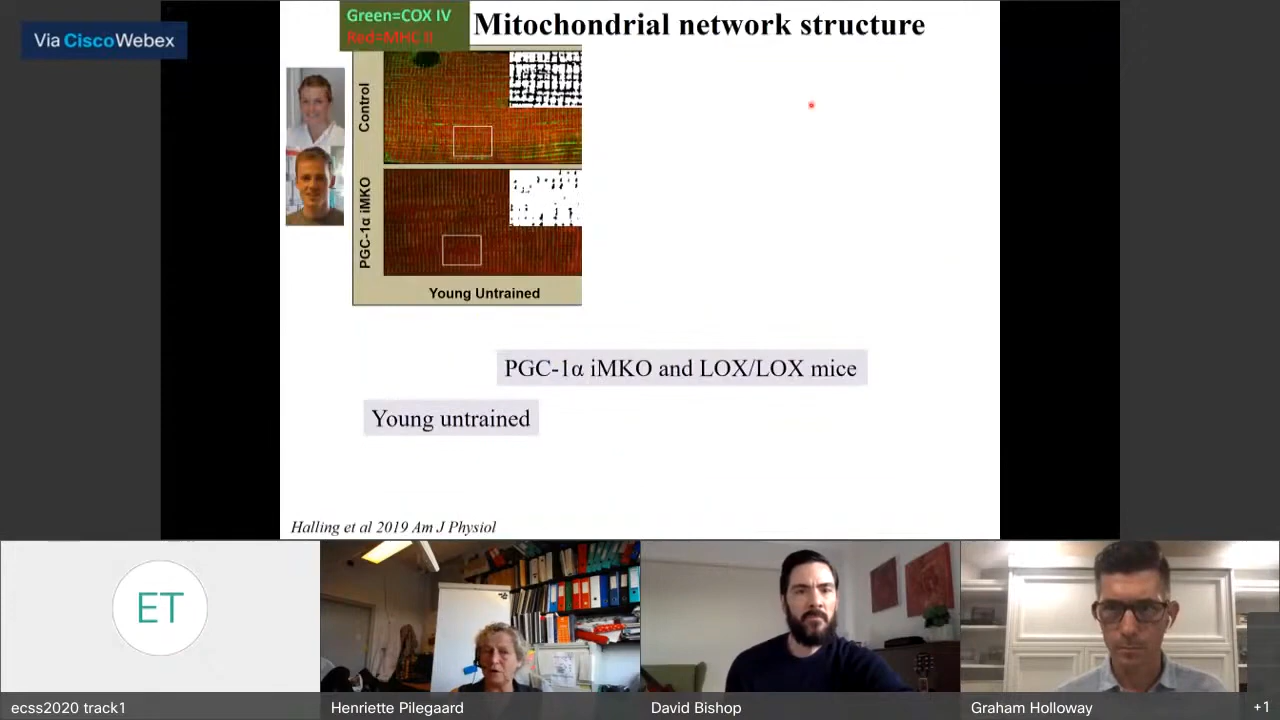 Via CiscoWebex
Green=COX IV
Red=MHC II
Mitochondrial network structure
Control
PGC-1α iMKO
Young Untrained
PGC-1α iMKO and LOX/LOX mice
Young untrained
Halling et al 2019 Am J Physiol
ET
ecss2020 track1
Henriette Pilegaard
David Bishop
Graham Holloway
+1